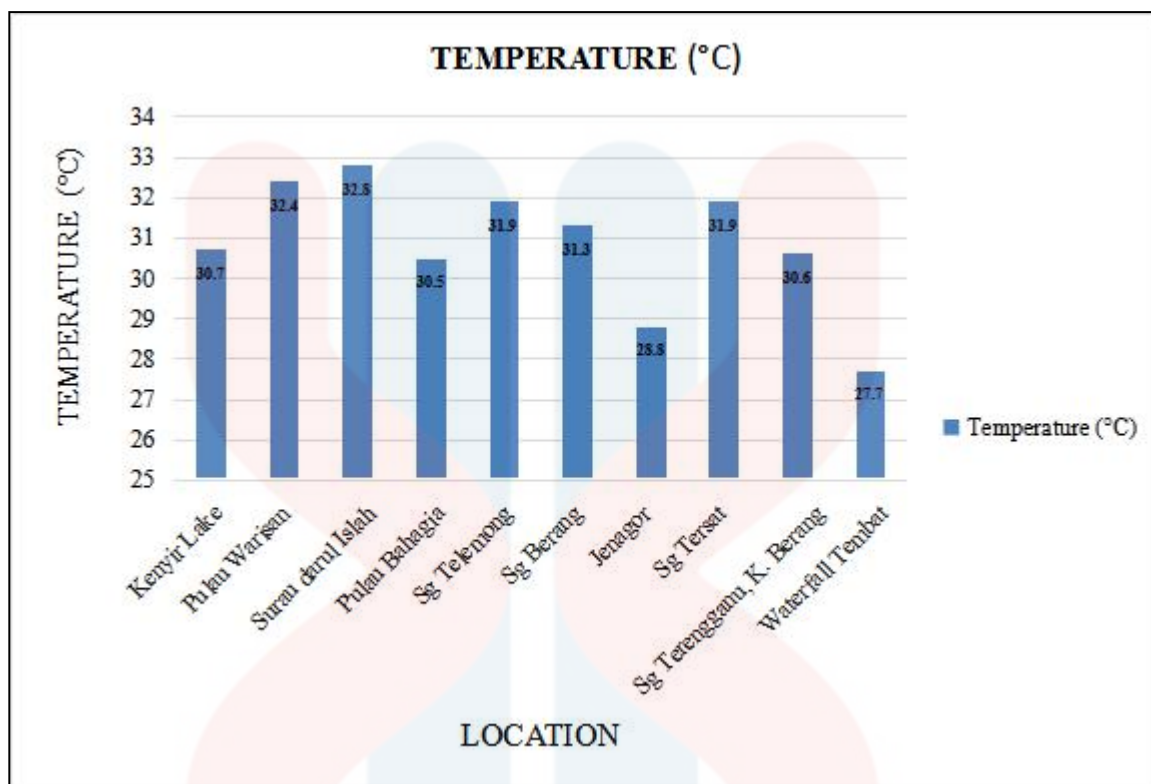 TEMPERATURE (°C)
TEMPERATURE (°C)
34
33
32
31
30
29
28
27
26
25
30.7
32.4
32.8
30.5
31.9
31.3
28.8
31.9
30.6
27.7
Kenyir Lake
Pulau Warisan
Surau darul Islah
Pulau Bahagia
Sg Telemong
Sg Berang
Jenagor
Sg Tersat
Sg Terengganu, K. Berang
Waterfall Tembat
LOCATION
Temperature (°C)